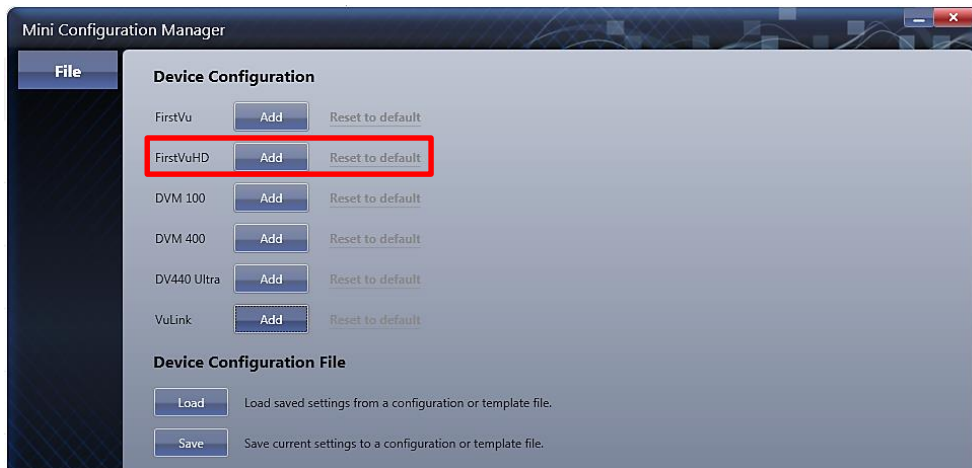 Mini Configuration Manager
File
Device Configuration
FirstVu Add Reset to default
FirstVuHD Add Reset to default
DVM 100 Add Reset to default
DVM 400 Add Reset to default
DV440 Ultra Add Reset to default
VuLink Add Reset to default
Device Configuration File
Load Load saved settings from a configuration or template file.
Save Save current settings to a configuration or template file.